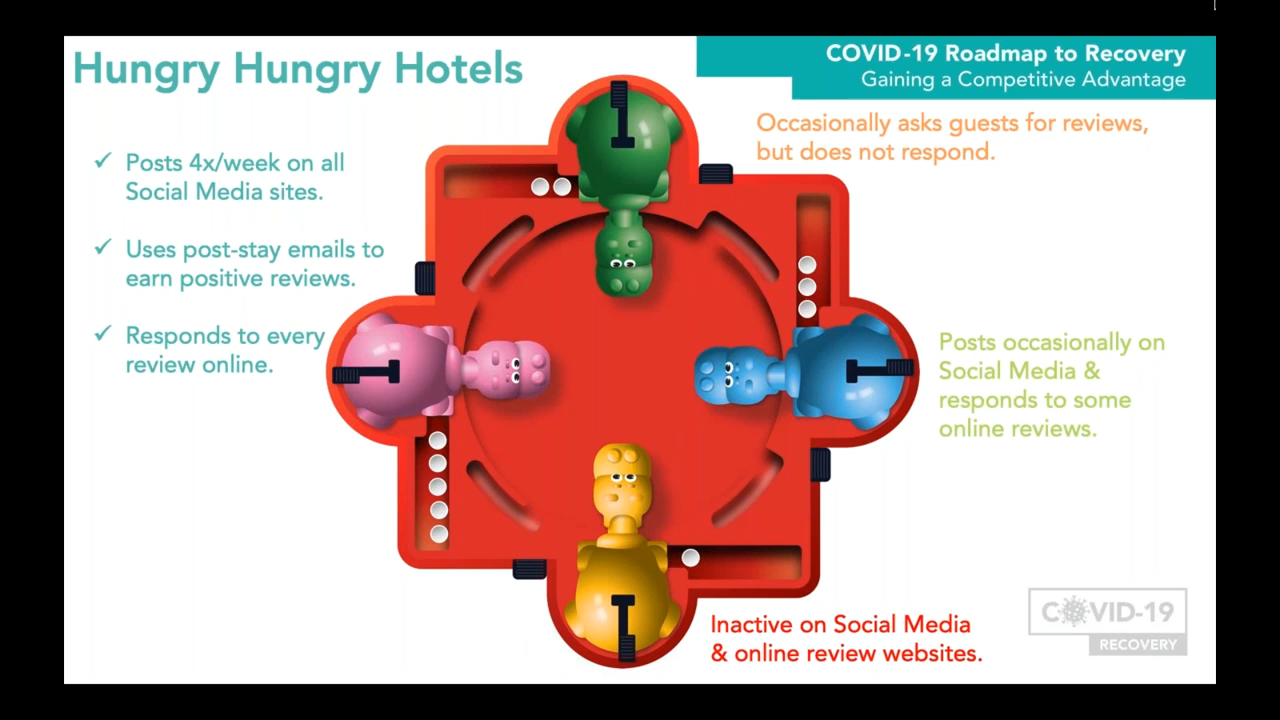 Hungry Hungry Hotels
COVID-19 Roadmap to Recovery
Gaining a Competitive Advantage
✓ Posts 4x/week on all
Social Media sites.
✓ Uses post-stay emails to
earn positive reviews.
✓ Responds to every
review online.
Occasionally asks guests for reviews,
but does not respond.
Posts occasionally on
Social Media &
responds to some
online reviews.
Inactive on Social Media
& online review websites.
COVID-19
RECOVERY